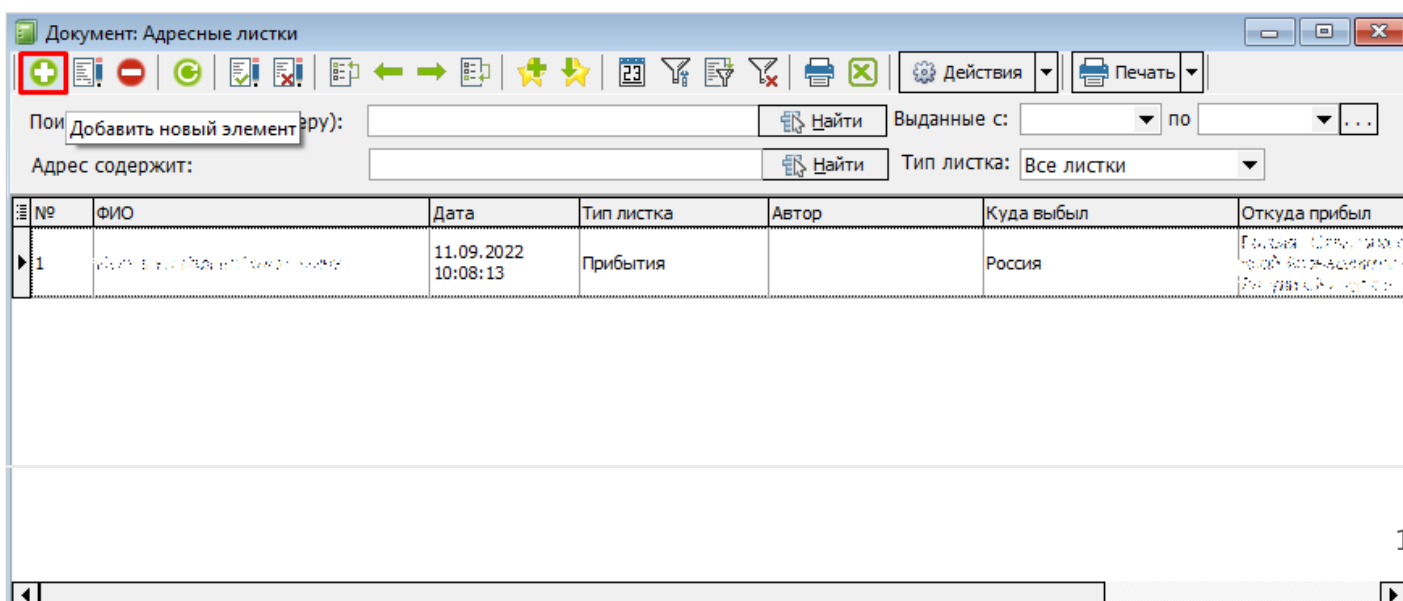 Документ: Адресные листки
23 Действия Печать
Пои Добавить новый элемент еру): Найти Выданные с: по ...
Адрес содержит: Найти Тип листка: Все листки
№ ФИО Дата Тип листка Автор Куда выбыл Откуда прибыл
1 11.09.2022 Прибытия Россия
10:08:13
1